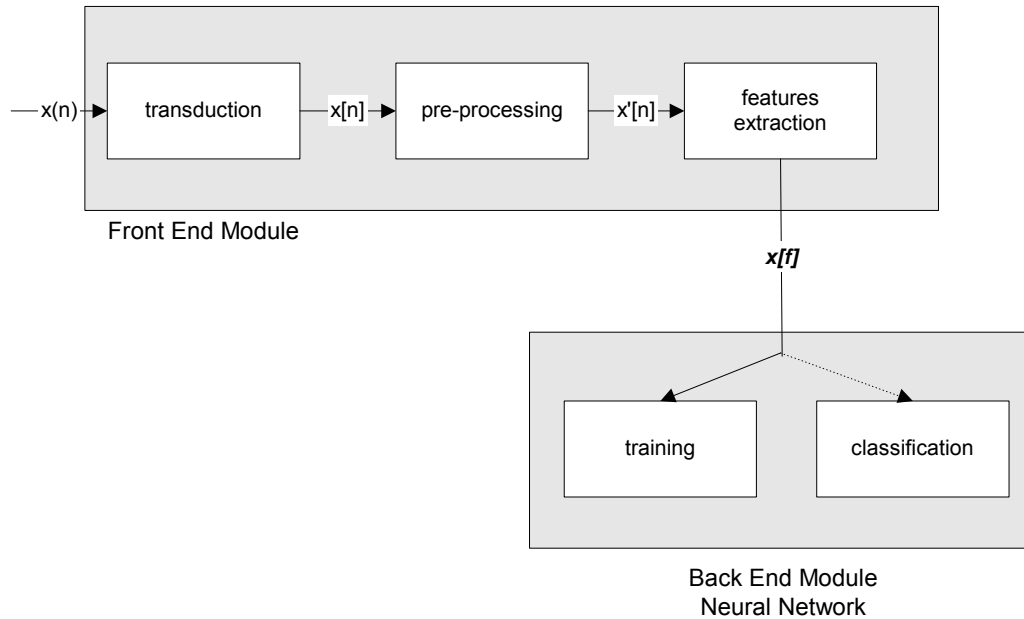 x(n)
transduction
x[n]
pre-processing
x'[n]
features
extraction
Front End Module
x[f]
training
classification
Back End Module
Neural Network